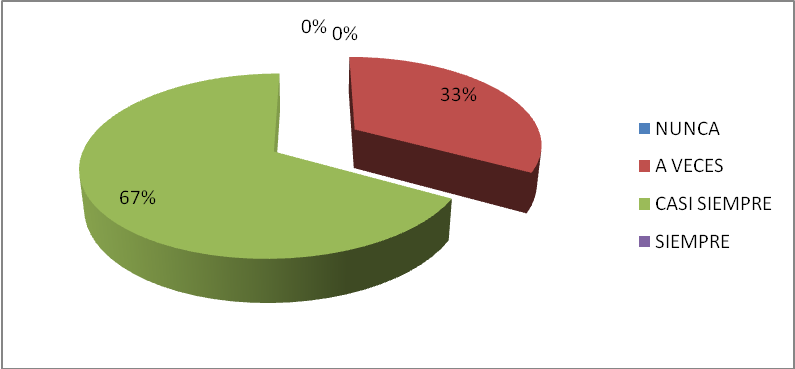 0% 0%
33%
67%
NUNCA
A VECES
CASI SIEMPRE
SIEMPRE